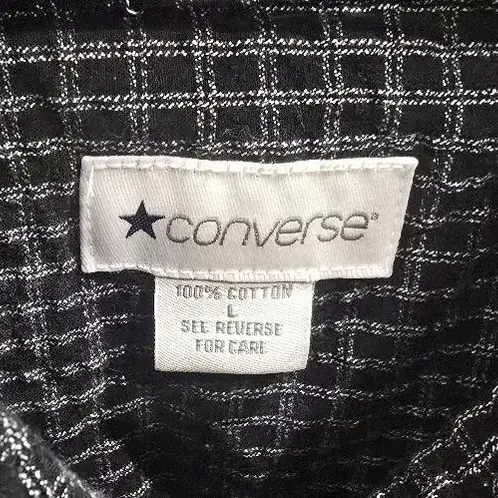 converse®
100% COTTON
L
SEE REVERSE
FOR CARE